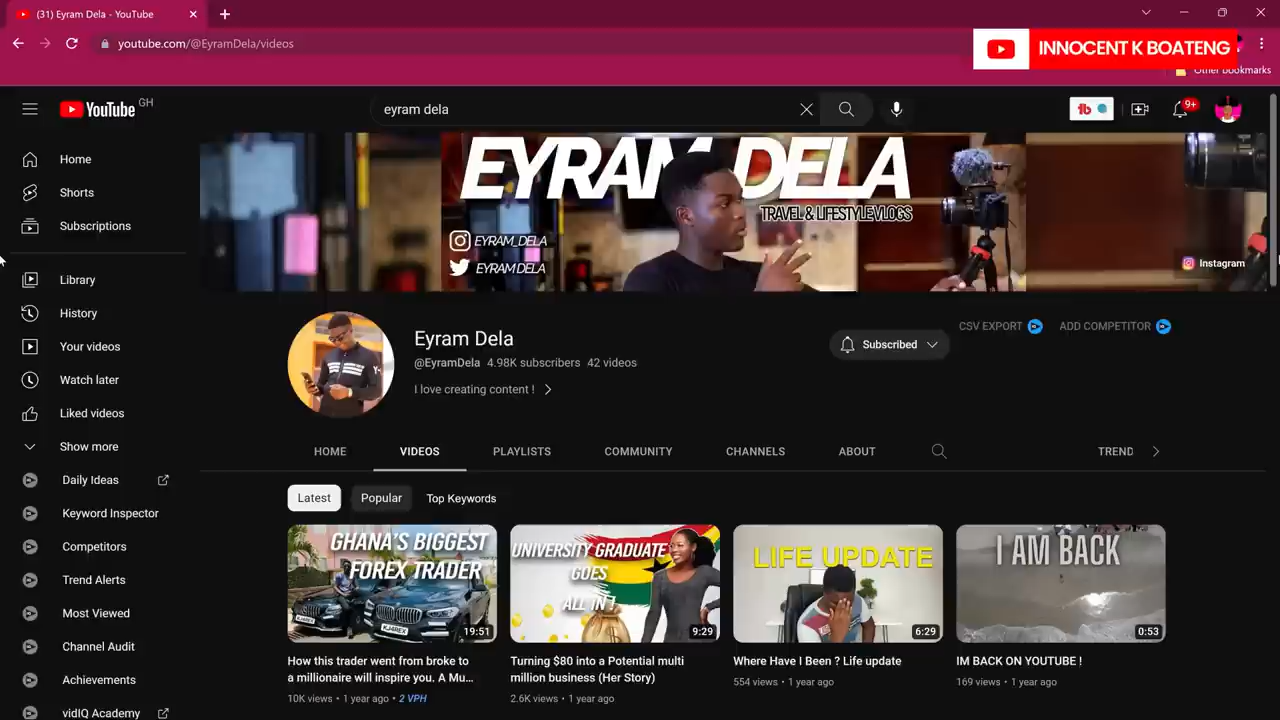 (31) Eyram Dela - YouTube
youtube.com/@EyramDela/videos
INNOCENT K BOATENG
Other bookmarks
YouTube GH
eyram dela
9+
Home
Shorts
Subscriptions
Library
History
Your videos
Watch later
Liked videos
Show more
Daily Ideas
Keyword Inspector
Competitors
Trend Alerts
Most Viewed
Channel Audit
Achievements
vidIQ Academy
EYRAM DELA
TRAVEL & LIFESTYLE VLOGS
EYRAM_DELA
EYRAM DELA
Instagram
Eyram Dela
@EyramDela 4.98K subscribers 42 videos
I love creating content !
Subscribed
CSV EXPORT
ADD COMPETITOR
HOME VIDEOS PLAYLISTS COMMUNITY CHANNELS ABOUT TREND
Latest Popular Top Keywords
GHANA'S BIGGEST
FOREX TRADER
19:51
How this trader went from broke to
a millionaire will inspire you. A Mu...
10K views • 1 year ago • 2 VPH
UNIVERSITY GRADUATE
GOES
ALL IN !
9:29
Turning $80 into a Potential multi
million business (Her Story)
2.6K views • 1 year ago
LIFE UPDATE
6:29
Where Have I Been ? Life update
554 views • 1 year ago
I AM BACK
0:53
IM BACK ON YOUTUBE !
169 views • 1 year ago